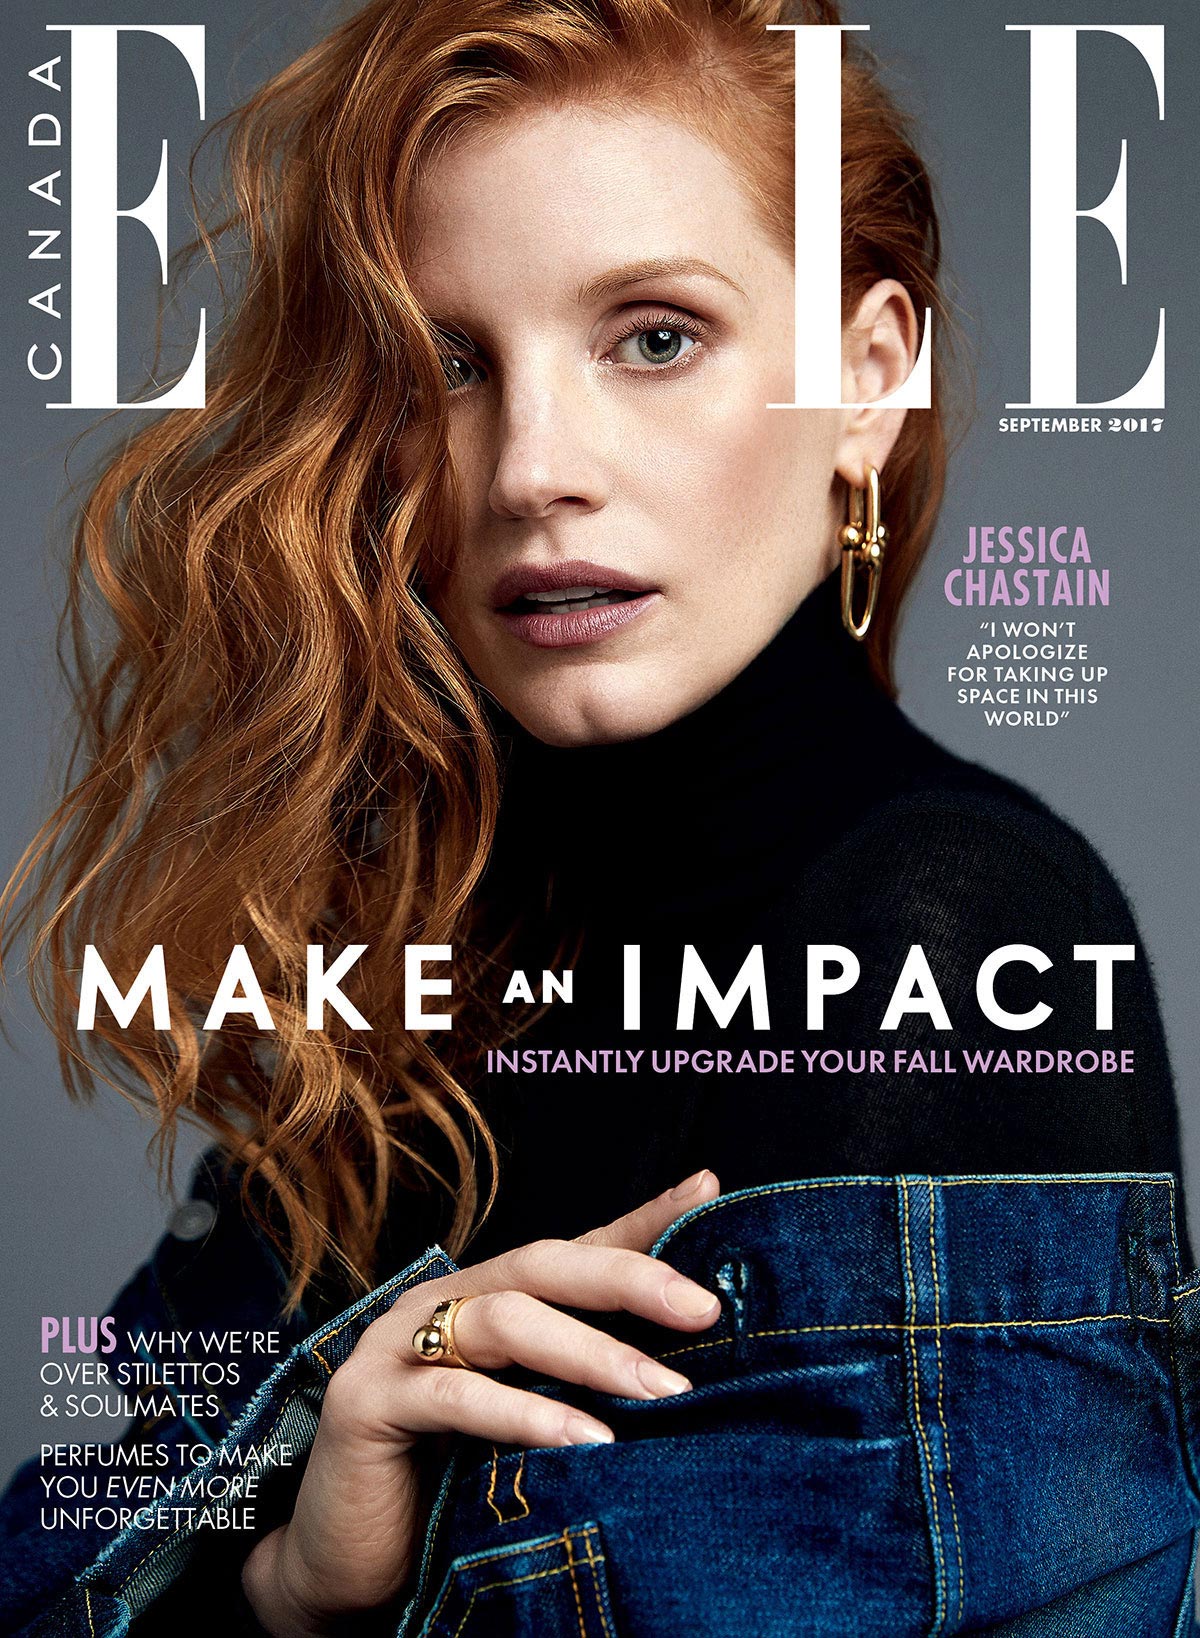 CANADA
ELLE
SEPTEMBER 2017
JESSICA
CHASTAIN
“I WON’T
APOLOGIZE
FOR TAKING UP
SPACE IN THIS
WORLD”
MAKE AN IMPACT
INSTANTLY UPGRADE YOUR FALL WARDROBE
PLUS WHY WE’RE
OVER STILETTOS
& SOULMATES
PERFUMES TO MAKE
YOU EVEN MORE
UNFORGETTABLE